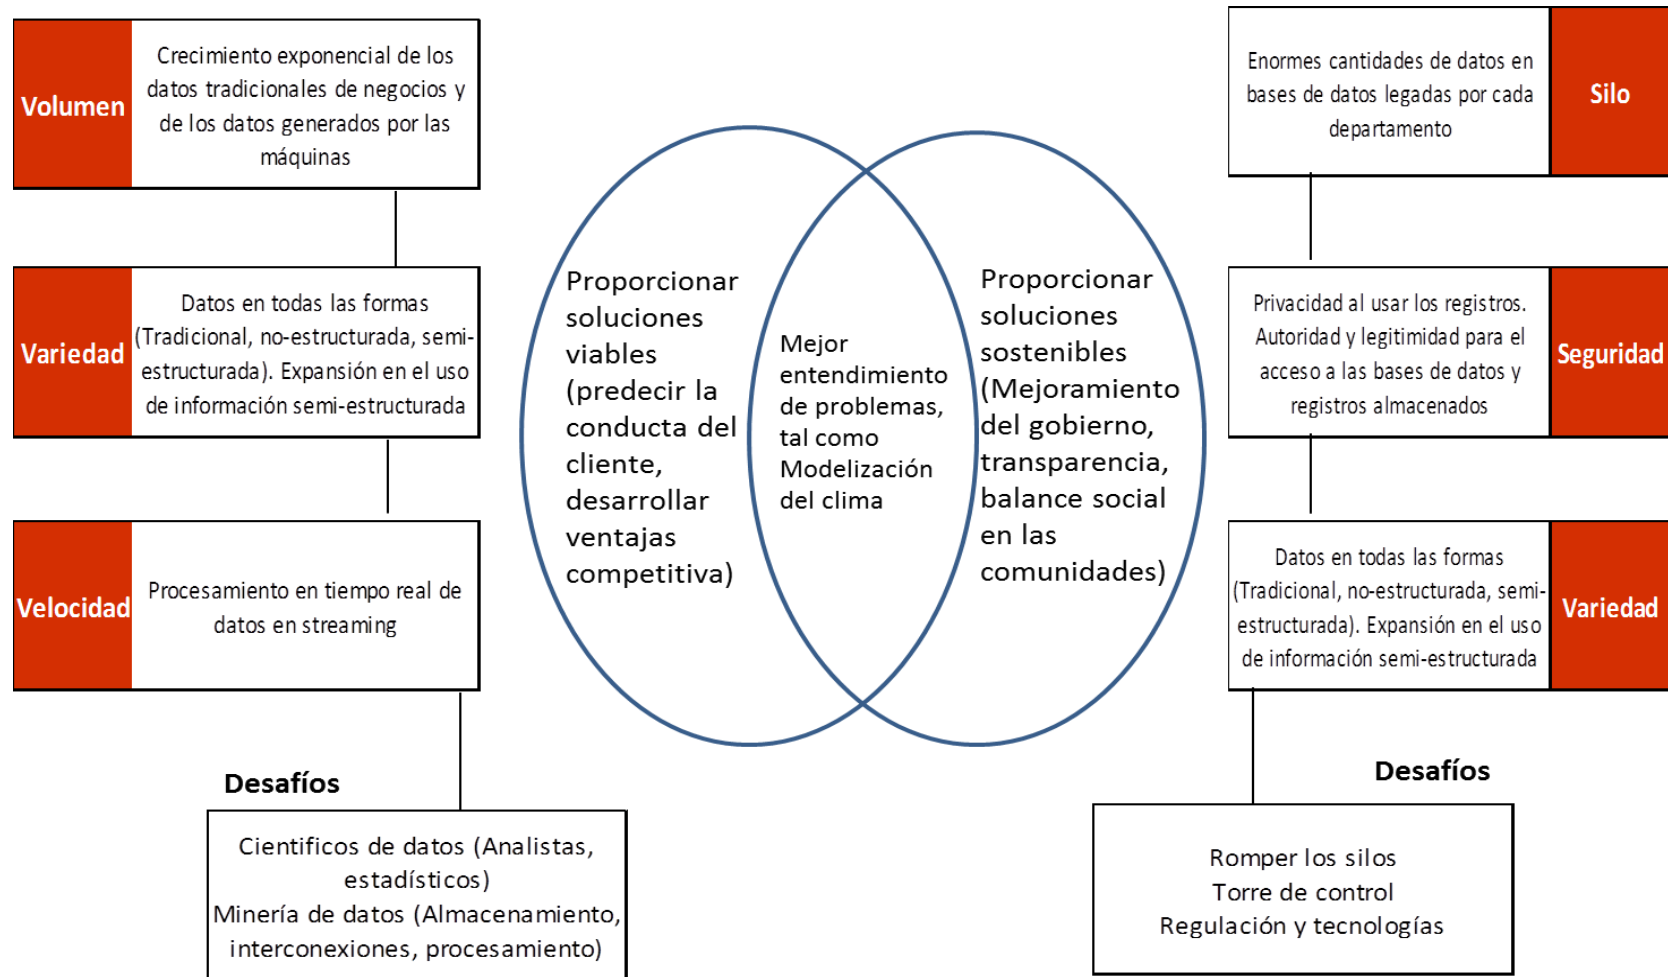 Volumen
Crecimiento exponencial de los
datos tradicionales de negocios y
de los datos generados por las
máquinas
Variedad
Datos en todas las formas
(Tradicional, no-estructurada, semi-
estructurada). Expansión en el uso
de información semi-estructurada
Velocidad
Procesamiento en tiempo real de
datos en streaming
Desafíos
Cientificos de datos (Analistas,
estadísticos)
Minería de datos (Almacenamiento,
interconexiones, procesamiento)
Proporcionar
soluciones
viables
(predecir la
conducta del
cliente,
desarrollar
ventajas
competitiva)
Mejor
entendimiento
de problemas,
tal como
Modelización
del clima
Proporcionar
soluciones
sostenibles
(Mejoramiento
del gobierno,
transparencia,
balance social
en las
comunidades)
Enormes cantidades de datos en
bases de datos legadas por cada
departamento
Silo
Privacidad al usar los registros.
Autoridad y legitimidad para el
acceso a las bases de datos y
registros almacenados
Seguridad
Datos en todas las formas
(Tradicional, no-estructurada, semi-
estructurada). Expansión en el uso
de información semi-estructurada
Variedad
Desafíos
Romper los silos
Torre de control
Regulación y tecnologías